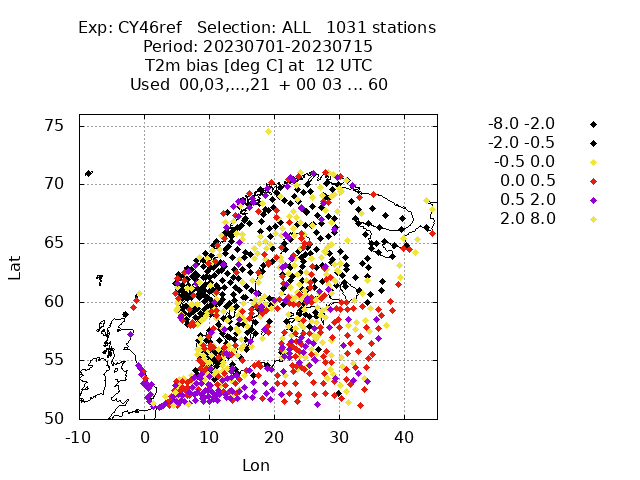 Exp: CY46ref   Selection: ALL   1031 stations
Period: 20230701-20230715
T2m bias [deg C] at  12 UTC
Used  00,03,...,21  + 00 03 ... 60
75
70
65
60
55
50
-10 0 10 20 30 40
Lat
Lon
-8.0 -2.0
-2.0 -0.5
-0.5 0.0
0.0 0.5
0.5 2.0
2.0 8.0